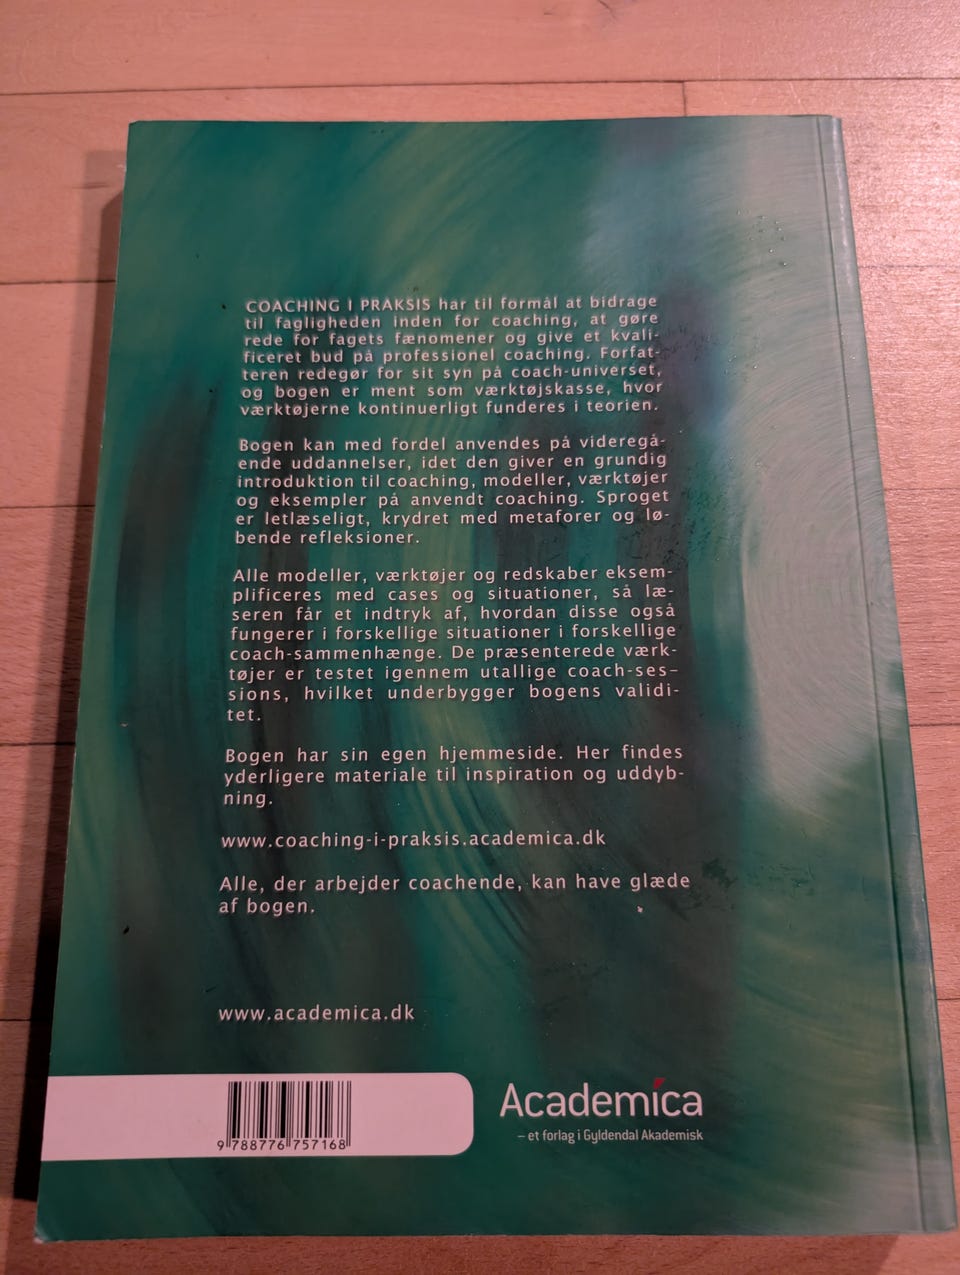 COACHING I PRAKSIS har til formål at bidrage
til fagligheden inden for coaching, at gøre
rede for fagets fænomener og give et kvali-
ficeret bud på professionel coaching. Forfat-
teren redegør for sit syn på coach-universet,
og bogen er ment som værktøjskasse, hvor
værktøjerne kontinuerligt funderes i teorien.
Bogen kan med fordel anvendes på videregå-
ende uddannelser, idet den giver en grundig
introduktion til coaching, modeller, værktøjer
og eksempler på anvendt coaching. Sproget
er letlæseligt, krydret med metaforer og lø-
bende refleksioner.
Alle modeller, værktøjer og redskaber eksem-
plificeres med cases og situationer, så læ-
seren får et indtryk af, hvordan disse også
fungerer i forskellige situationer i forskellige
coach-sammenhænge. De præsenterede værk-
tøjer er testet igennem utallige coach-ses-
sions, hvilket underbygger bogens validi-
tet.
Bogen har sin egen hjemmeside. Her findes
yderligere materiale til inspiration og uddyb-
ning.
www.coaching-i-praksis.academica.dk
Alle, der arbejder coachende, kan have glæde
af bogen.
www.academica.dk
9 788776 757168
Academica
– et forlag i Gyldendal Akademisk